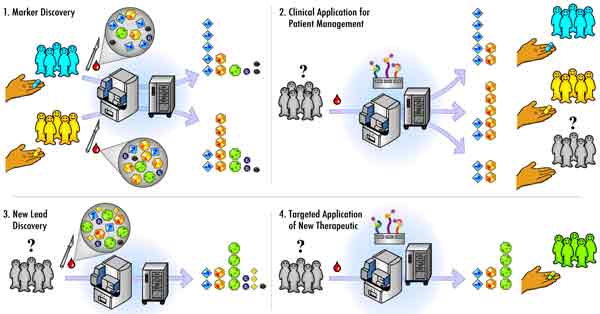 1. Marker Discovery
2. Clinical Application for
Patient Management
?
?
3. New Lead
Discovery
?
4. Targeted Application
of New Therapeutic
?